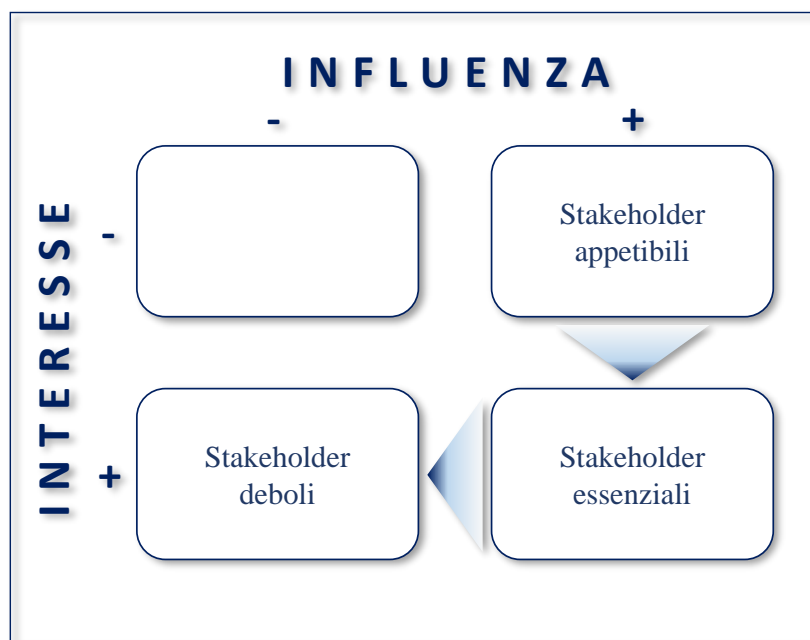 INFLUENZA
- +
INTERESSE
-
Stakeholder
appetibili
+
Stakeholder
deboli
Stakeholder
essenziali